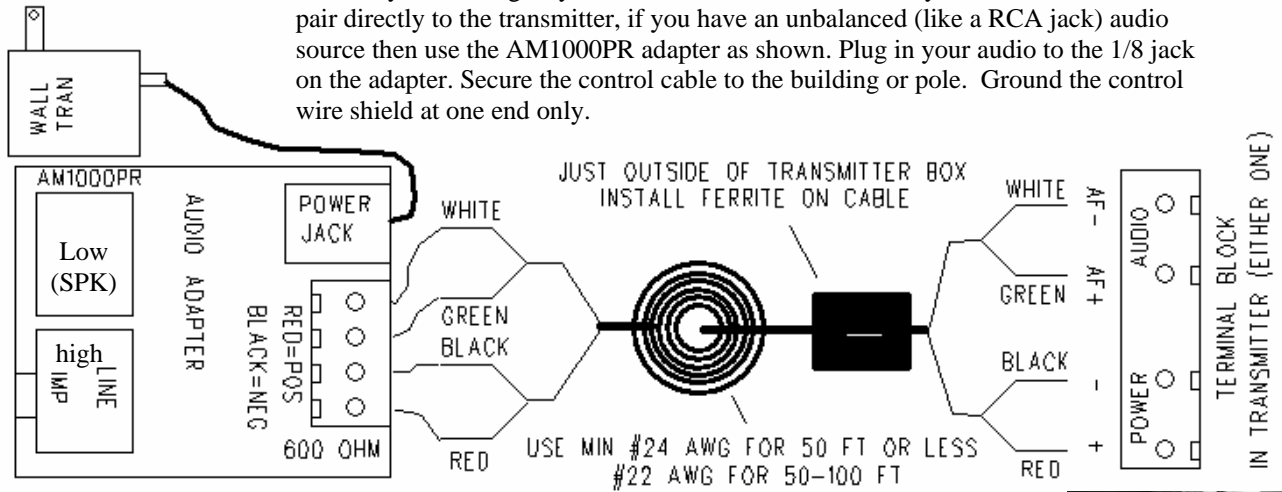 pair directly to the transmitter, if you have an unbalanced (like a RCA jack) audio
source then use the AM1000PR adapter as shown. Plug in your audio to the 1/8 jack
on the adapter. Secure the control cable to the building or pole. Ground the control
wire shield at one end only.
WALL
TRAN
AM1000PR
Low
(SPK)
high
LINE
IMP
AUDIO ADAPTER
POWER
JACK
RED=POS
BLACK=NEG
600 OHM
WHITE
GREEN
BLACK
RED
JUST OUTSIDE OF TRANSMITTER BOX
INSTALL FERRITE ON CABLE
USE MIN #24 AWG FOR 50 FT OR LESS
#22 AWG FOR 50-100 FT
WHITE
GREEN
BLACK
RED
AF-
AF+
-
+
AUDIO
POWER
TERMINAL BLOCK
IN TRANSMITTER (EITHER ONE)